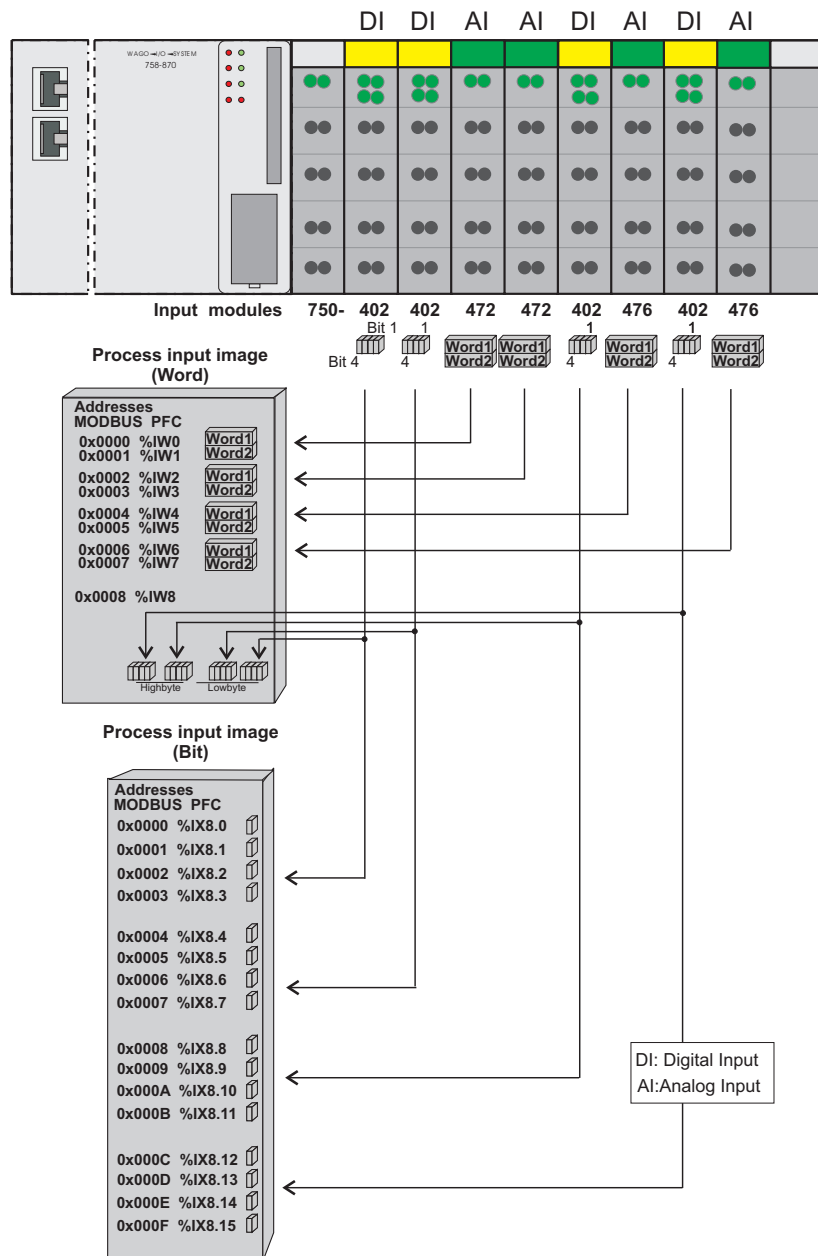 DI DI AI AI DI AI DI AI
WAGO I/O SYSTEM
758-870
Input modules 750- 402 402 472 472 402 476 402 476
Bit 1 1 1 1
Word1 Word1 Word1 Word1
Bit 4 4 Word2 Word2 4 Word2 4 Word2
Process input image
(Word)
Addresses
MODBUS PFC
0x0000 %IW0 Word1
0x0001 %IW1 Word2
0x0002 %IW2 Word1
0x0003 %IW3 Word2
0x0004 %IW4 Word1
0x0005 %IW5 Word2
0x0006 %IW6 Word1
0x0007 %IW7 Word2
0x0008 %IW8
Highbyte Lowbyte
Process input image
(Bit)
Addresses
MODBUS PFC
0x0000 %IX8.0
0x0001 %IX8.1
0x0002 %IX8.2
0x0003 %IX8.3
0x0004 %IX8.4
0x0005 %IX8.5
0x0006 %IX8.6
0x0007 %IX8.7
0x0008 %IX8.8
0x0009 %IX8.9
0x000A %IX8.10
0x000B %IX8.11
0x000C %IX8.12
0x000D %IX8.13
0x000E %IX8.14
0x000F %IX8.15
DI: Digital Input
AI:Analog Input